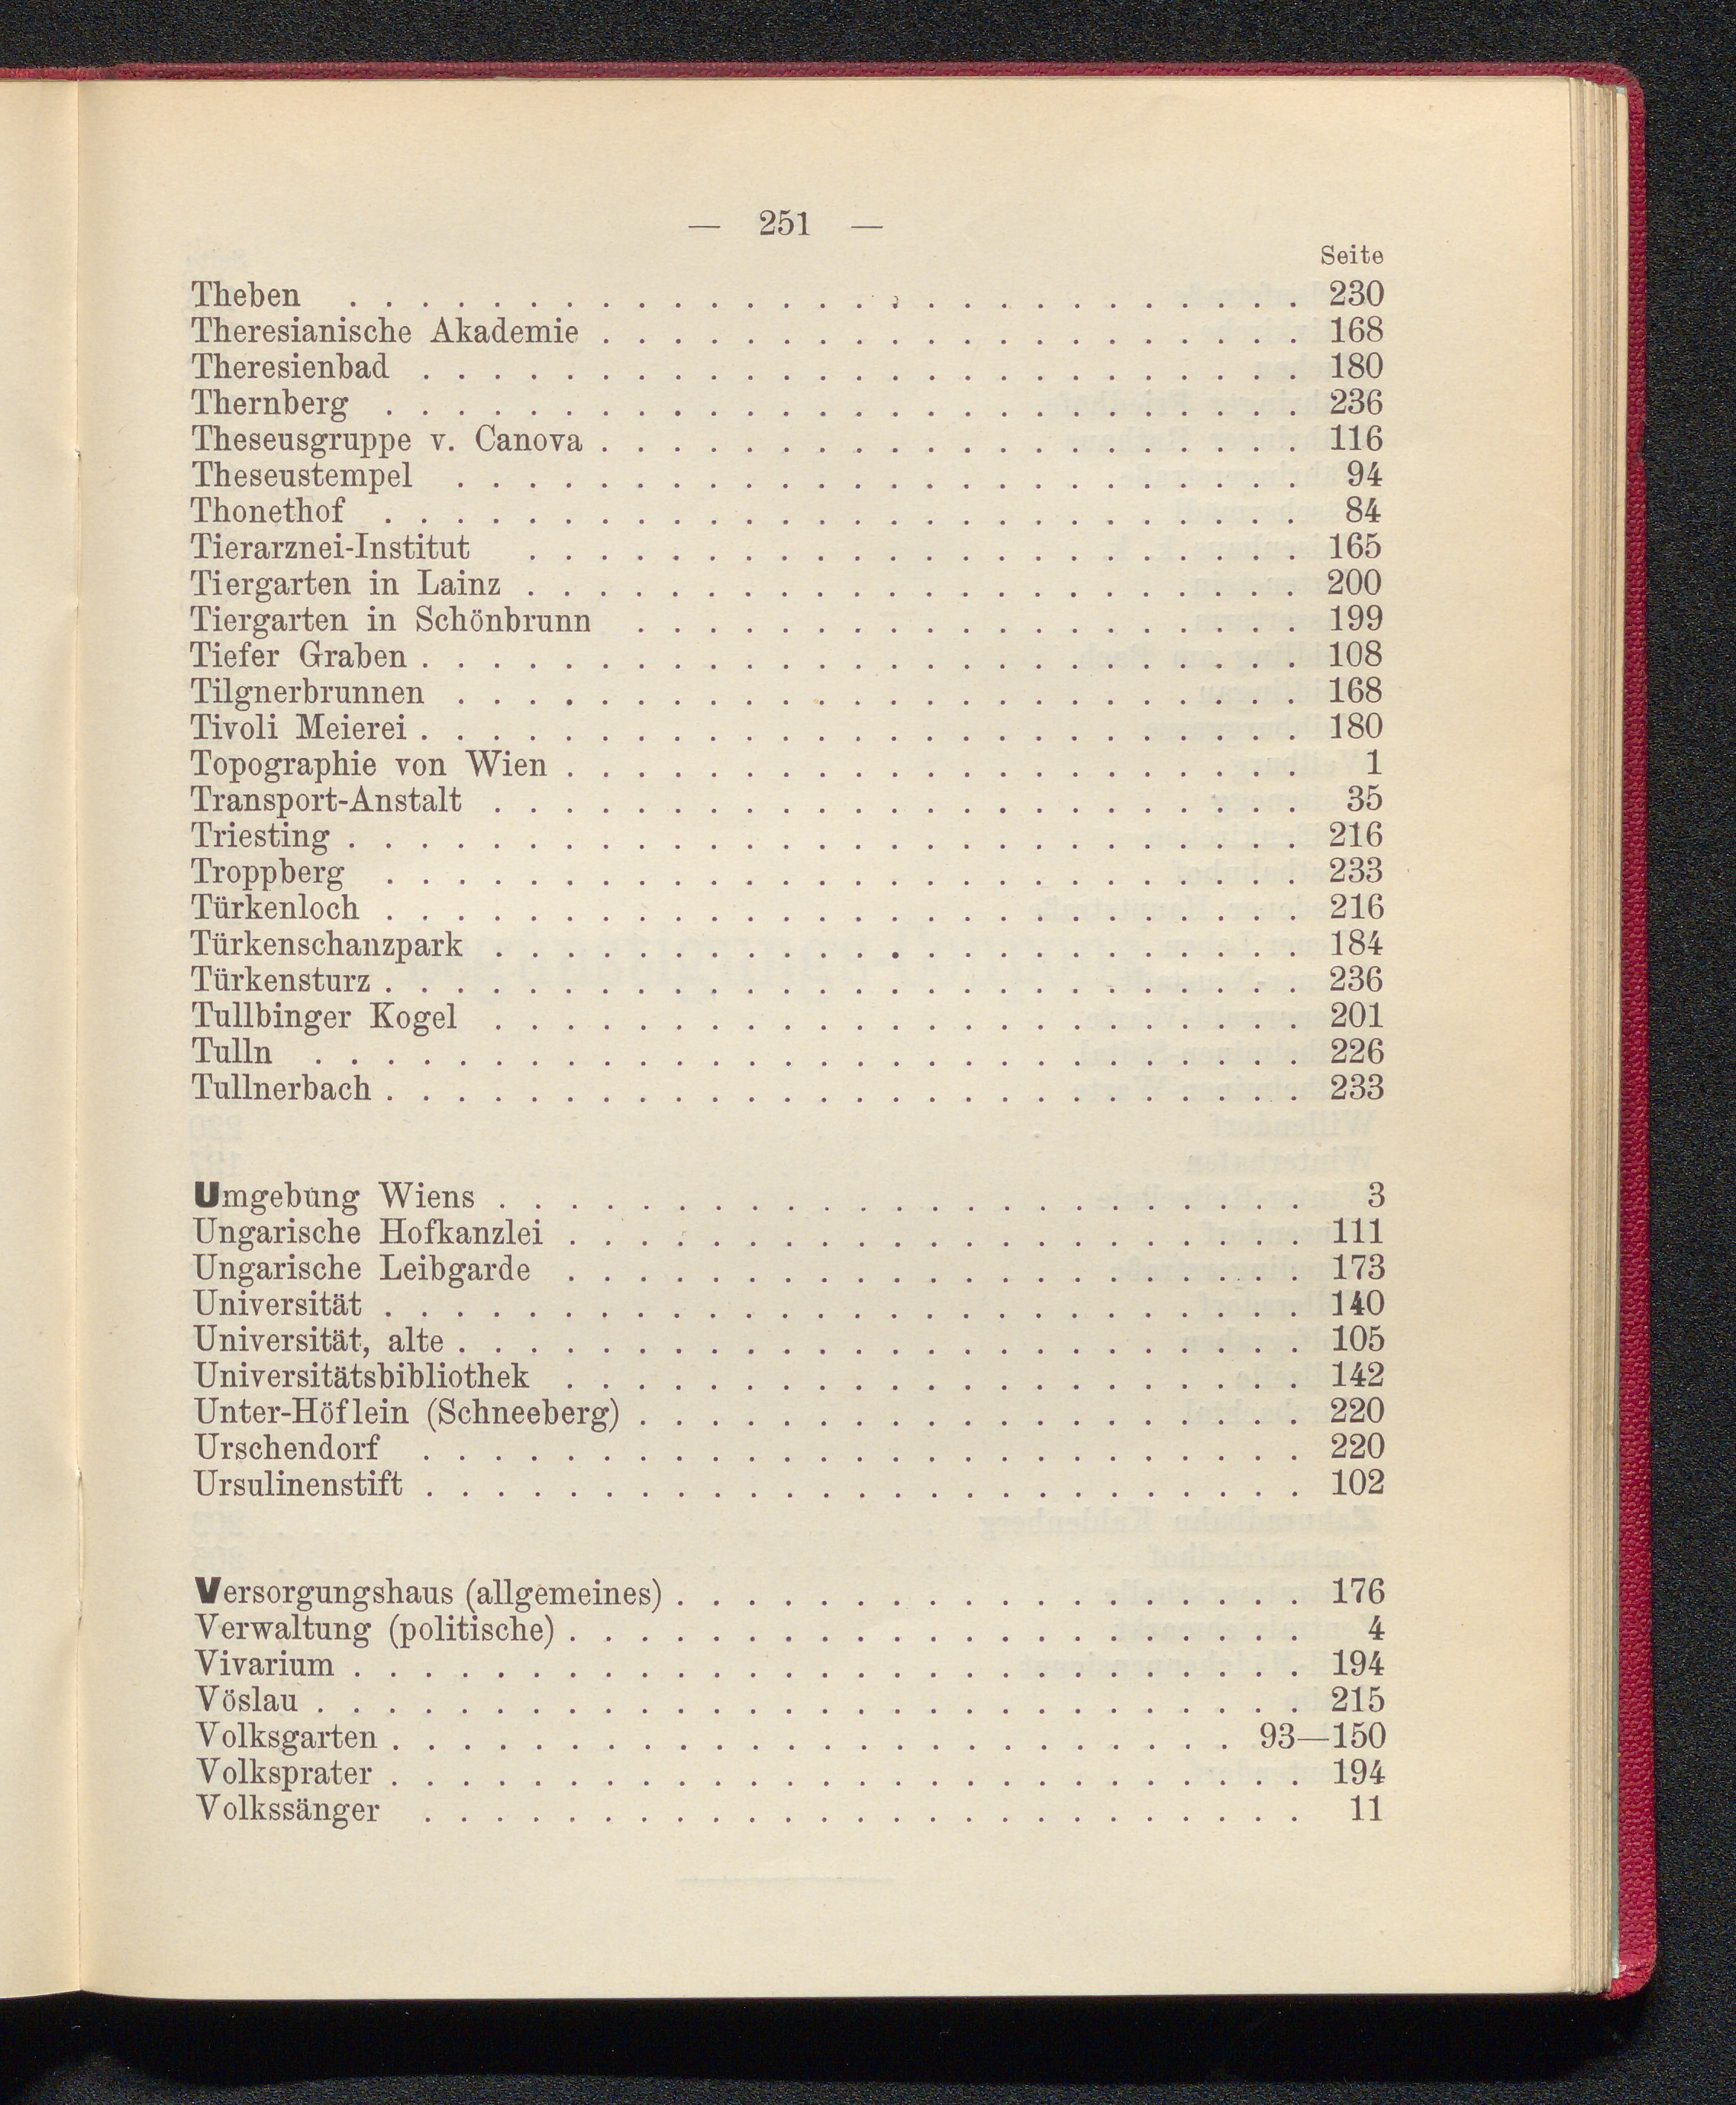 — 251 —
Seite
Theben . . . . . . . . . . . . . . . . . . . . . . . . . . . 230
Theresianische Akademie . . . . . . . . . . . . . . . . . . . . 168
Theresienbad . . . . . . . . . . . . . . . . . . . . . . . . . 180
Thernberg . . . . . . . . . . . . . . . . . . . . . . . . . . 236
Theseusgruppe v. Canova . . . . . . . . . . . . . . . . . . . . 116
Theseustempel . . . . . . . . . . . . . . . . . . . . . . . . 94
Thonethof . . . . . . . . . . . . . . . . . . . . . . . . . . 84
Tierarznei-Institut . . . . . . . . . . . . . . . . . . . . . . 165
Tiergarten in Lainz . . . . . . . . . . . . . . . . . . . . . . 200
Tiergarten in Schönbrunn . . . . . . . . . . . . . . . . . . . 199
Tiefer Graben . . . . . . . . . . . . . . . . . . . . . . . . . 108
Tilgnerbrunnen . . . . . . . . . . . . . . . . . . . . . . . . 168
Tivoli Meierei . . . . . . . . . . . . . . . . . . . . . . . . . 180
Topographie von Wien . . . . . . . . . . . . . . . . . . . . . 1
Transport-Anstalt . . . . . . . . . . . . . . . . . . . . . . . 35
Triesting . . . . . . . . . . . . . . . . . . . . . . . . . . . 216
Troppberg . . . . . . . . . . . . . . . . . . . . . . . . . . 233
Türkenloch . . . . . . . . . . . . . . . . . . . . . . . . . . 216
Türkenschanzpark . . . . . . . . . . . . . . . . . . . . . . . 184
Türkensturz . . . . . . . . . . . . . . . . . . . . . . . . . . 236
Tullbinger Kogel . . . . . . . . . . . . . . . . . . . . . . . 201
Tulln . . . . . . . . . . . . . . . . . . . . . . . . . . . . 226
Tullnerbach . . . . . . . . . . . . . . . . . . . . . . . . . . 233
Umgebung Wiens . . . . . . . . . . . . . . . . . . . . . . . 3
Ungarische Hofkanzlei . . . . . . . . . . . . . . . . . . . . . 111
Ungarische Leibgarde . . . . . . . . . . . . . . . . . . . . . 173
Universität . . . . . . . . . . . . . . . . . . . . . . . . . . 140
Universität, alte . . . . . . . . . . . . . . . . . . . . . . . . 105
Universitätsbibliothek . . . . . . . . . . . . . . . . . . . . . 142
Unter-Höflein (Schneeberg) . . . . . . . . . . . . . . . . . . . 220
Urschendorf . . . . . . . . . . . . . . . . . . . . . . . . . 220
Ursulinenstift . . . . . . . . . . . . . . . . . . . . . . . . . 102
Versorgungshaus (allgemeines) . . . . . . . . . . . . . . . . . . 176
Verwaltung (politische) . . . . . . . . . . . . . . . . . . . . . 4
Vivarium . . . . . . . . . . . . . . . . . . . . . . . . . . . 194
Vöslau . . . . . . . . . . . . . . . . . . . . . . . . . . . . 215
Volksgarten . . . . . . . . . . . . . . . . . . . . . . . . 93—150
Volksprater . . . . . . . . . . . . . . . . . . . . . . . . . . 194
Volkssänger . . . . . . . . . . . . . . . . . . . . . . . . . 11